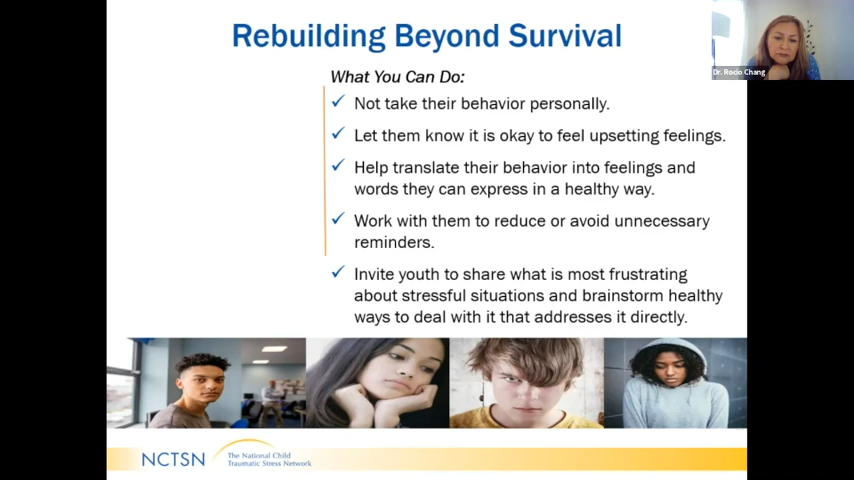 Rebuilding Beyond Survival
Dr. Rocio Chang
What You Can Do:
✓ Not take their behavior personally.
✓ Let them know it is okay to feel upsetting feelings.
✓ Help translate their behavior into feelings and
words they can express in a healthy way.
✓ Work with them to reduce or avoid unnecessary
reminders.
✓ Invite youth to share what is most frustrating
about stressful situations and brainstorm healthy
ways to deal with it that addresses it directly.
NCTSN
The National Child
Traumatic Stress Network